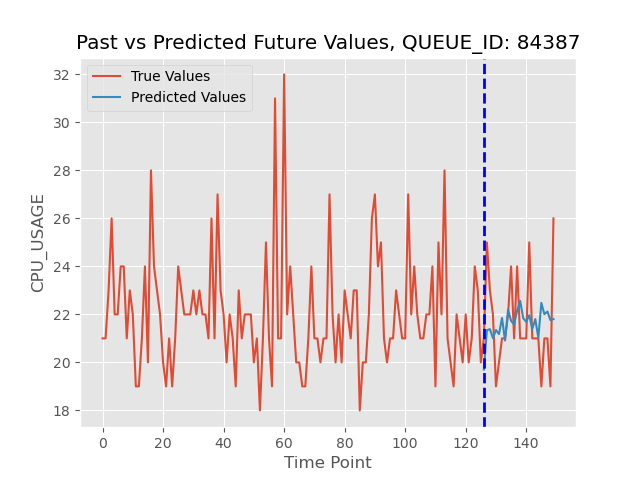 Past vs Predicted Future Values, QUEUE_ID: 84387
True Values
Predicted Values
32
30
28
26
24
22
20
18
CPU_USAGE
0 20 40 60 80 100 120 140
Time Point